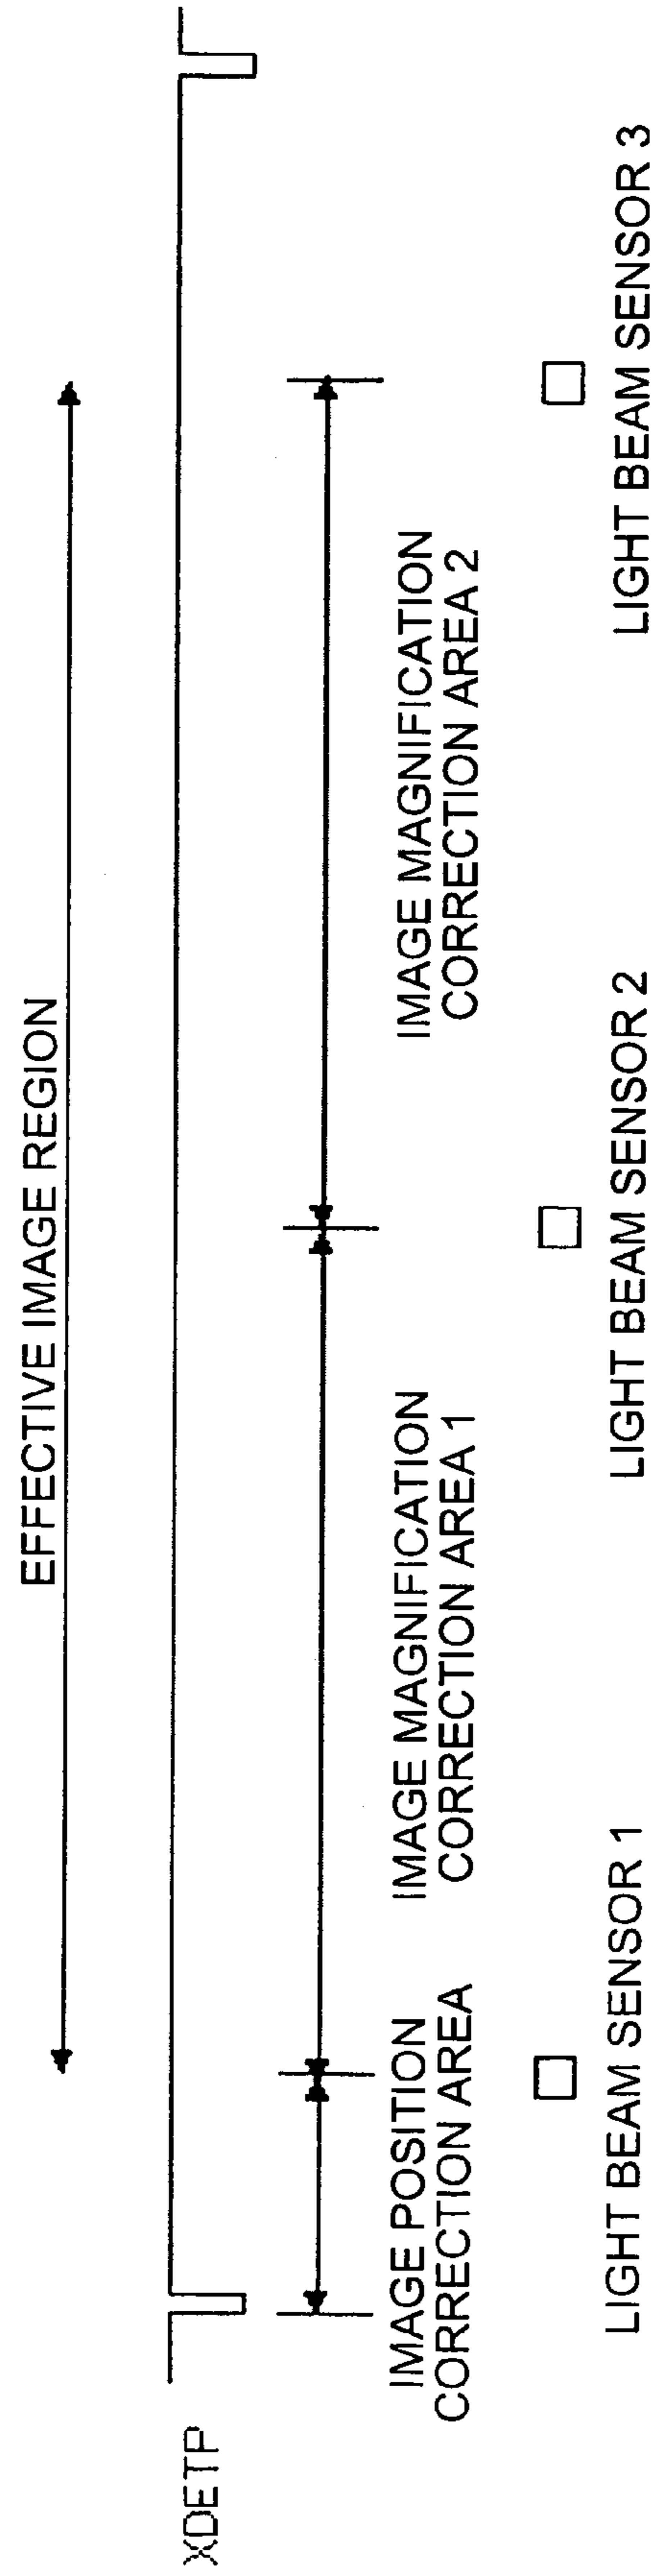 EFFECTIVE IMAGE REGION
XDETP
IMAGE POSITION
CORRECTION AREA
IMAGE MAGNIFICATION
CORRECTION AREA 1
IMAGE MAGNIFICATION
CORRECTION AREA 2
LIGHT BEAM SENSOR 1
LIGHT BEAM SENSOR 2
LIGHT BEAM SENSOR 3